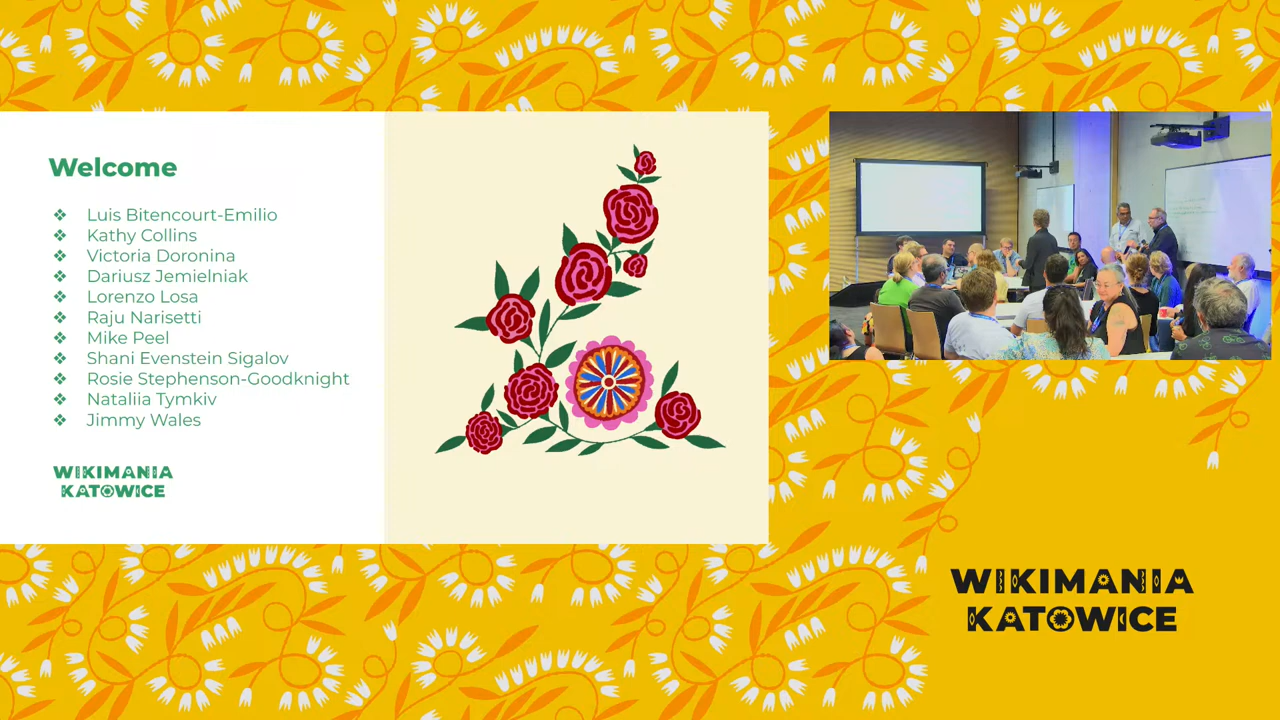 Welcome
❖ Luis Bitencourt-Emilio
❖ Kathy Collins
❖ Victoria Doronina
❖ Dariusz Jemielniak
❖ Lorenzo Losa
❖ Raju Narisetti
❖ Mike Peel
❖ Shani Evenstein Sigalov
❖ Rosie Stephenson-Goodknight
❖ Nataliia Tymkiv
❖ Jimmy Wales
WIKIMANIA
KATOWICE
WIKIMANIA
KATOWICE